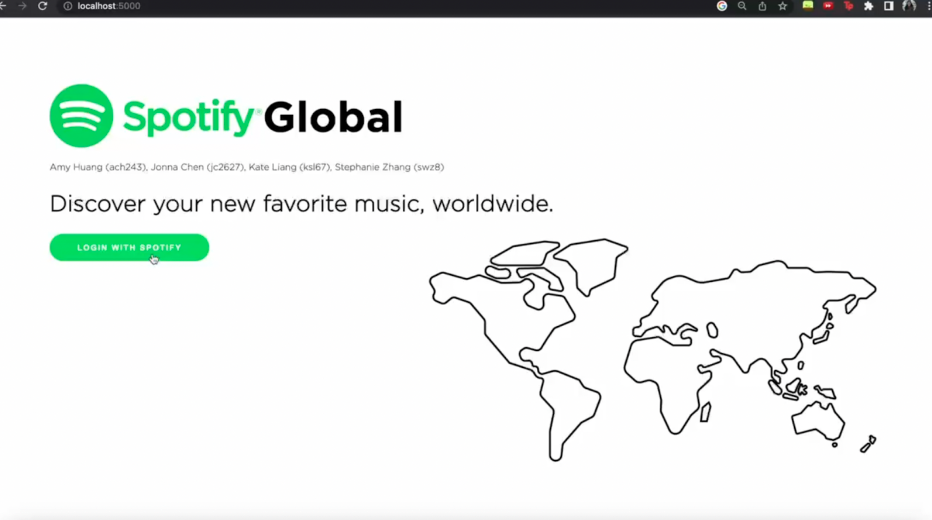 localhost:5000
Spotify® Global
Amy Huang (ach243), Jonna Chen (jc2627), Kate Liang (ksl67), Stephanie Zhang (swz8)
Discover your new favorite music, worldwide.
LOGIN WITH SPOTIFY